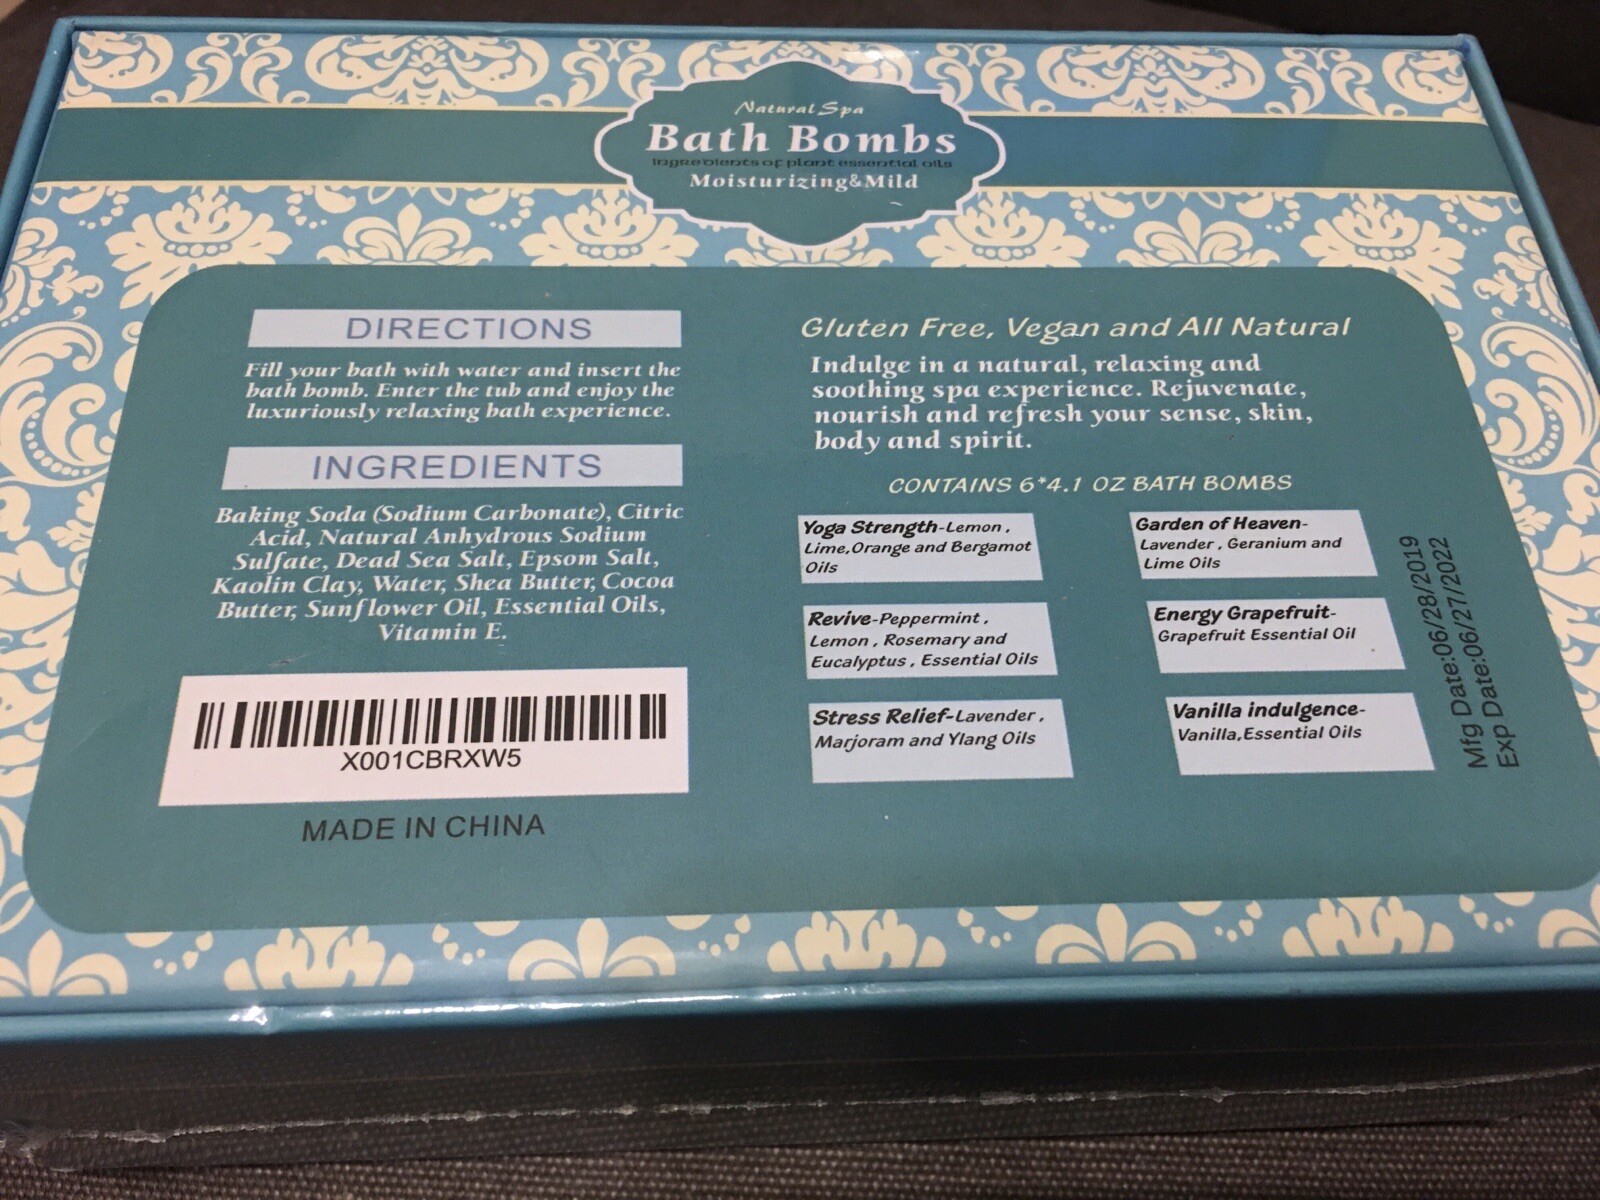 Natural Spa
Bath Bombs
Ingredients of plant essential oils
Moisturizing&Mild
DIRECTIONS
Fill your bath with water and insert the
bath bomb. Enter the tub and enjoy the
luxuriously relaxing bath experience.
INGREDIENTS
Baking Soda (Sodium Carbonate), Citric
Acid, Natural Anhydrous Sodium
Sulfate, Dead Sea Salt, Epsom Salt,
Kaolin Clay, Water, Shea Butter, Cocoa
Butter, Sunflower Oil, Essential Oils,
Vitamin E.
X001CBRXW5
MADE IN CHINA
Gluten Free, Vegan and All Natural
Indulge in a natural, relaxing and
soothing spa experience. Rejuvenate,
nourish and refresh your sense, skin,
body and spirit.
CONTAINS 6*4.1 OZ BATH BOMBS
Yoga Strength-Lemon ,
Lime,Orange and Bergamot
Oils
Revive-Peppermint ,
Lemon , Rosemary and
Eucalyptus , Essential Oils
Stress Relief-Lavender ,
Marjoram and Ylang Oils
Garden of Heaven-
Lavender , Geranium and
Lime Oils
Energy Grapefruit-
Grapefruit Essential Oil
Vanilla indulgence-
Vanilla,Essential Oils
Mfg Date:06/28/2019
Exp Date:06/27/2022